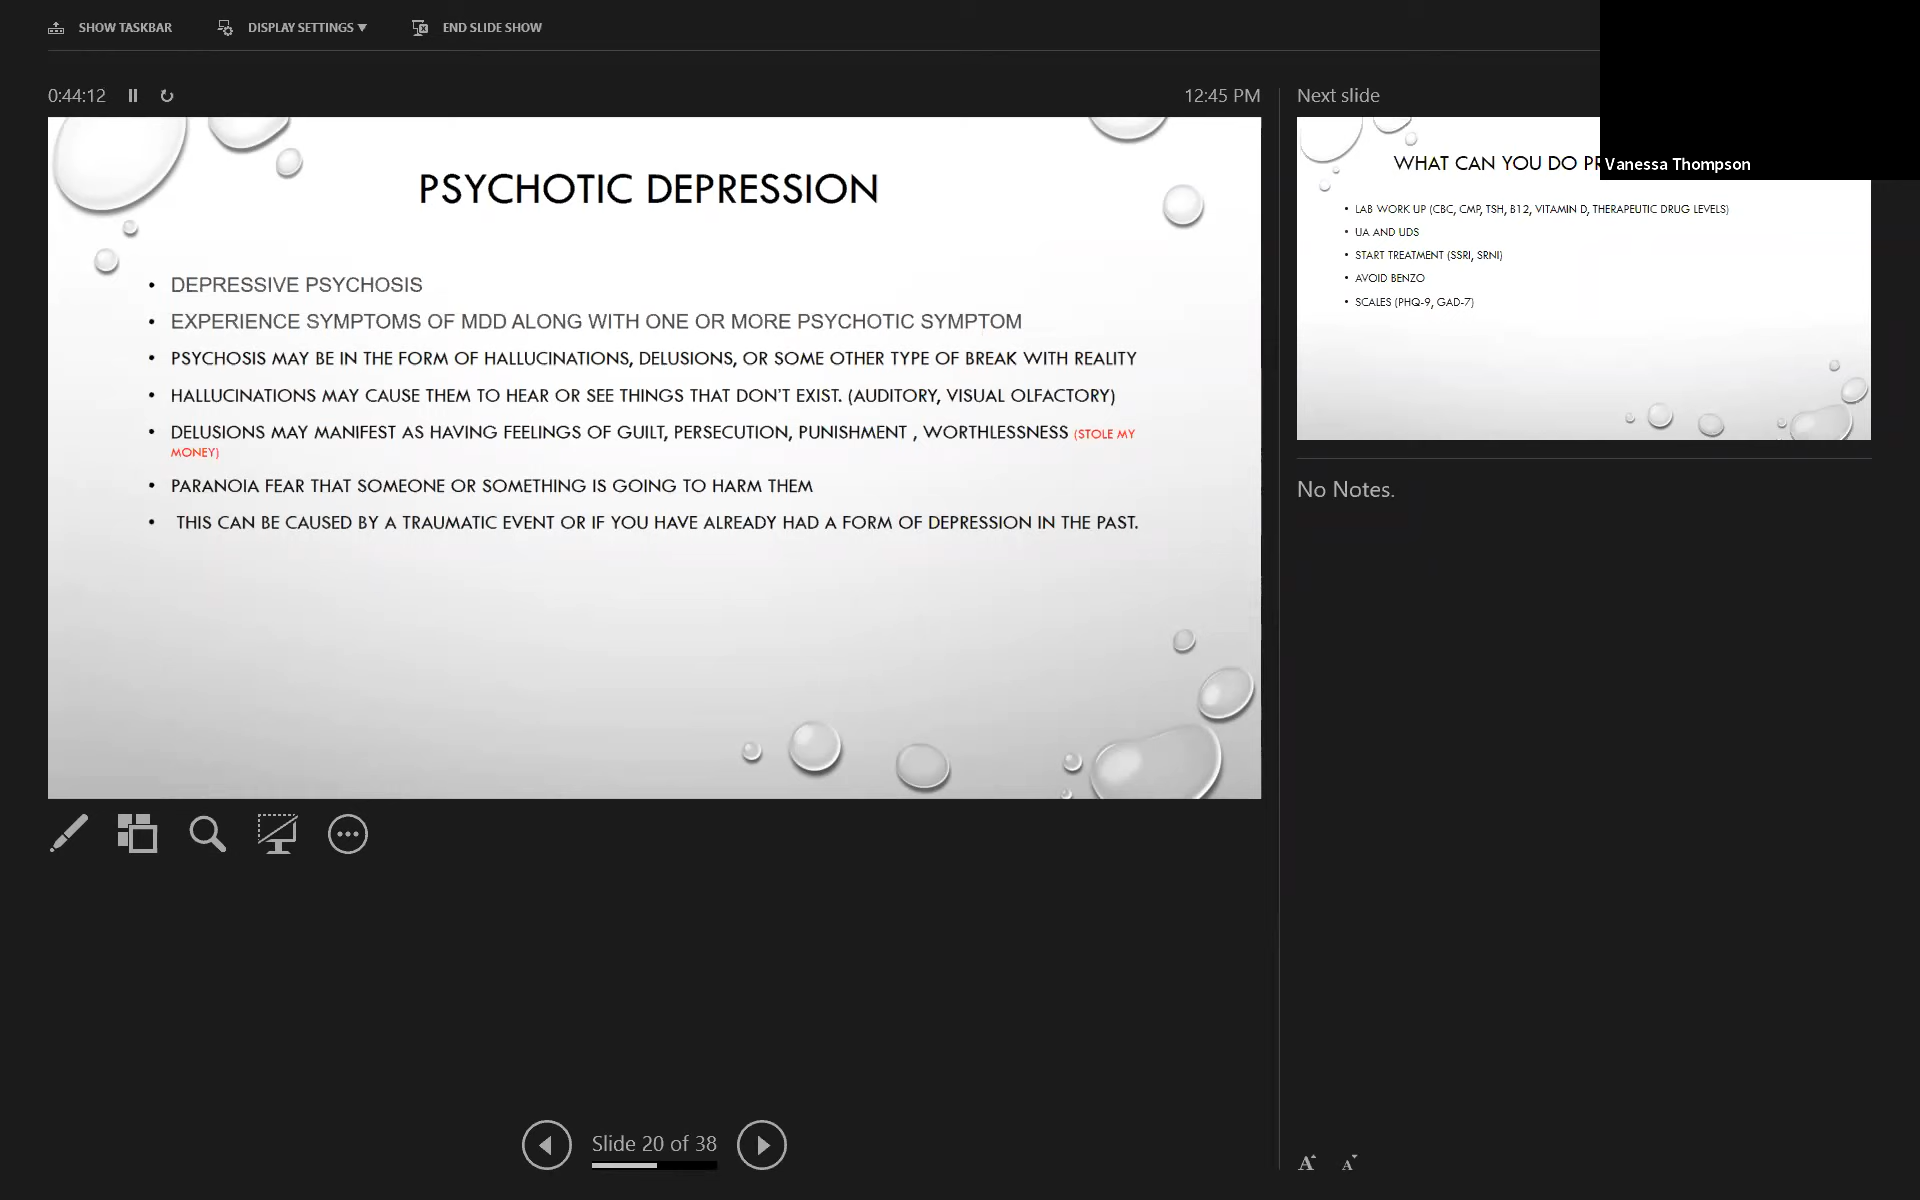 SHOW TASKBAR
DISPLAY SETTINGS
END SLIDE SHOW
0:44:12
12:45 PM
PSYCHOTIC DEPRESSION
• DEPRESSIVE PSYCHOSIS
• EXPERIENCE SYMPTOMS OF MDD ALONG WITH ONE OR MORE PSYCHOTIC SYMPTOM
• PSYCHOSIS MAY BE IN THE FORM OF HALLUCINATIONS, DELUSIONS, OR SOME OTHER TYPE OF BREAK WITH REALITY
• HALLUCINATIONS MAY CAUSE THEM TO HEAR OR SEE THINGS THAT DON'T EXIST. (AUDITORY, VISUAL OLFACTORY)
• DELUSIONS MAY MANIFEST AS HAVING FEELINGS OF GUILT, PERSECUTION, PUNISHMENT , WORTHLESSNESS (STOLE MY
MONEY)
• PARANOIA FEAR THAT SOMEONE OR SOMETHING IS GOING TO HARM THEM
• THIS CAN BE CAUSED BY A TRAUMATIC EVENT OR IF YOU HAVE ALREADY HAD A FORM OF DEPRESSION IN THE PAST.
Slide 20 of 38
Next slide
WHAT CAN YOU DO
Vanessa Thompson
• LAB WORK UP (CBC, CMP, TSH, B12, VITAMIN D, THERAPEUTIC DRUG LEVELS)
• UA AND UDS
• START TREATMENT (SSRI, SRNI)
• AVOID BENZO
• SCALES (PHQ-9, GAD-7)
No Notes.
A A